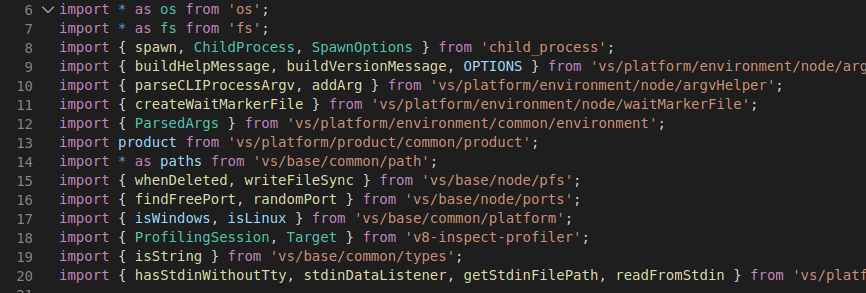 6 import * as os from 'os';
7 import * as fs from 'fs';
8 import { spawn, ChildProcess, SpawnOptions } from 'child_process';
9 import { buildHelpMessage, buildVersionMessage, OPTIONS } from 'vs/platform/environment/node/arg
10 import { parseCLIProcessArgv, addArg } from 'vs/platform/environment/node/argvHelper';
11 import { createWaitMarkerFile } from 'vs/platform/environment/node/waitMarkerFile';
12 import { ParsedArgs } from 'vs/platform/environment/common/environment';
13 import product from 'vs/platform/product/common/product';
14 import * as paths from 'vs/base/common/path';
15 import { whenDeleted, writeFileSync } from 'vs/base/node/pfs';
16 import { findFreePort, randomPort } from 'vs/base/node/ports';
17 import { isWindows, isLinux } from 'vs/base/common/platform';
18 import { ProfilingSession, Target } from 'v8-inspect-profiler';
19 import { isString } from 'vs/base/common/types';
20 import { hasStdinWithoutTty, stdinDataListener, getStdinFilePath, readFromStdin } from 'vs/platf